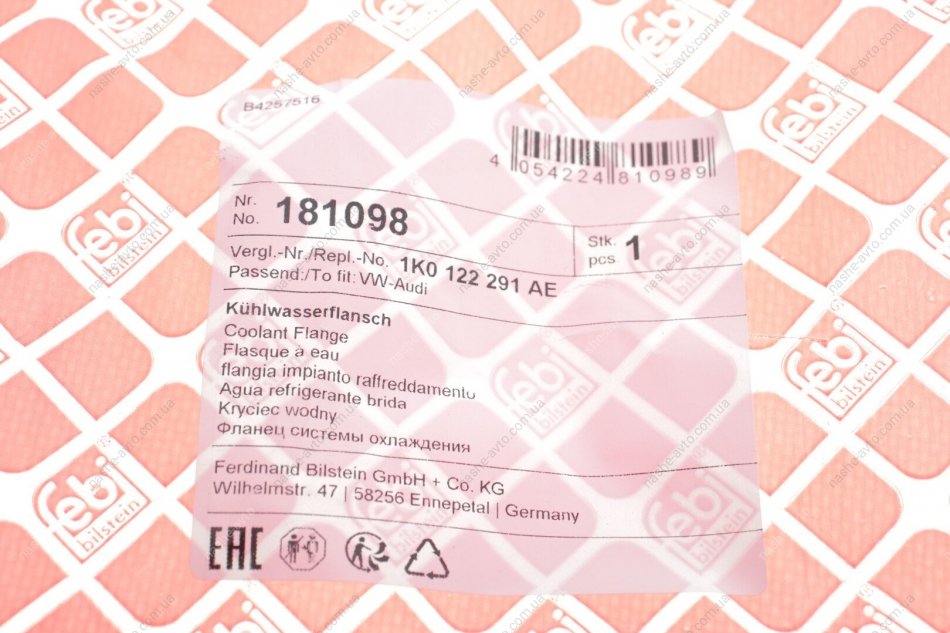 B4257516
4 054224 810989
Nr.
No. 181098
Stk.
pcs. 1
Vergl.-Nr./Repl.-No. 1K0 122 291 AE
Passend:/To fit: VW-Audi
Kühlwasserflansch
Coolant Flange
Flasque à eau
flangia impianto raffreddamento
Agua refrigerante brida
Kryciec wodny
Фланец системы охлаждения
Ferdinand Bilstein GmbH + Co. KG
Wilhelmstr. 47 | 58256 Ennepetal | Germany
EAC
febi
bilstein
nashe-avto.com.ua